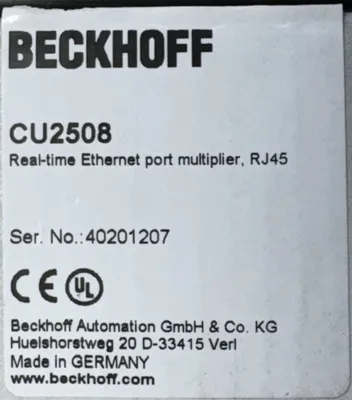 BECKHOFF
CU2508
Real-time Ethernet port multiplier, RJ45
Ser. No.:40201207
CE UL
Beckhoff Automation GmbH & Co. KG
Huelshorstweg 20 D-33415 Verl
Made in GERMANY
www.beckhoff.com